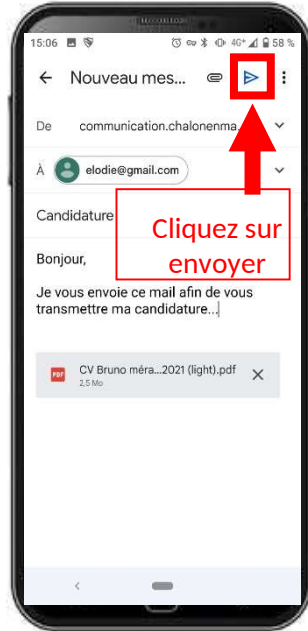 15:06 4G+ 58 %
Nouveau mes...
De communication.chalonenma...
À elodie@gmail.com
Candidature
Cliquez sur
envoyer
Bonjour,
Je vous envoie ce mail afin de vous
transmettre ma candidature...
PDF CV Bruno méra...2021 (light).pdf
2,5 Mo